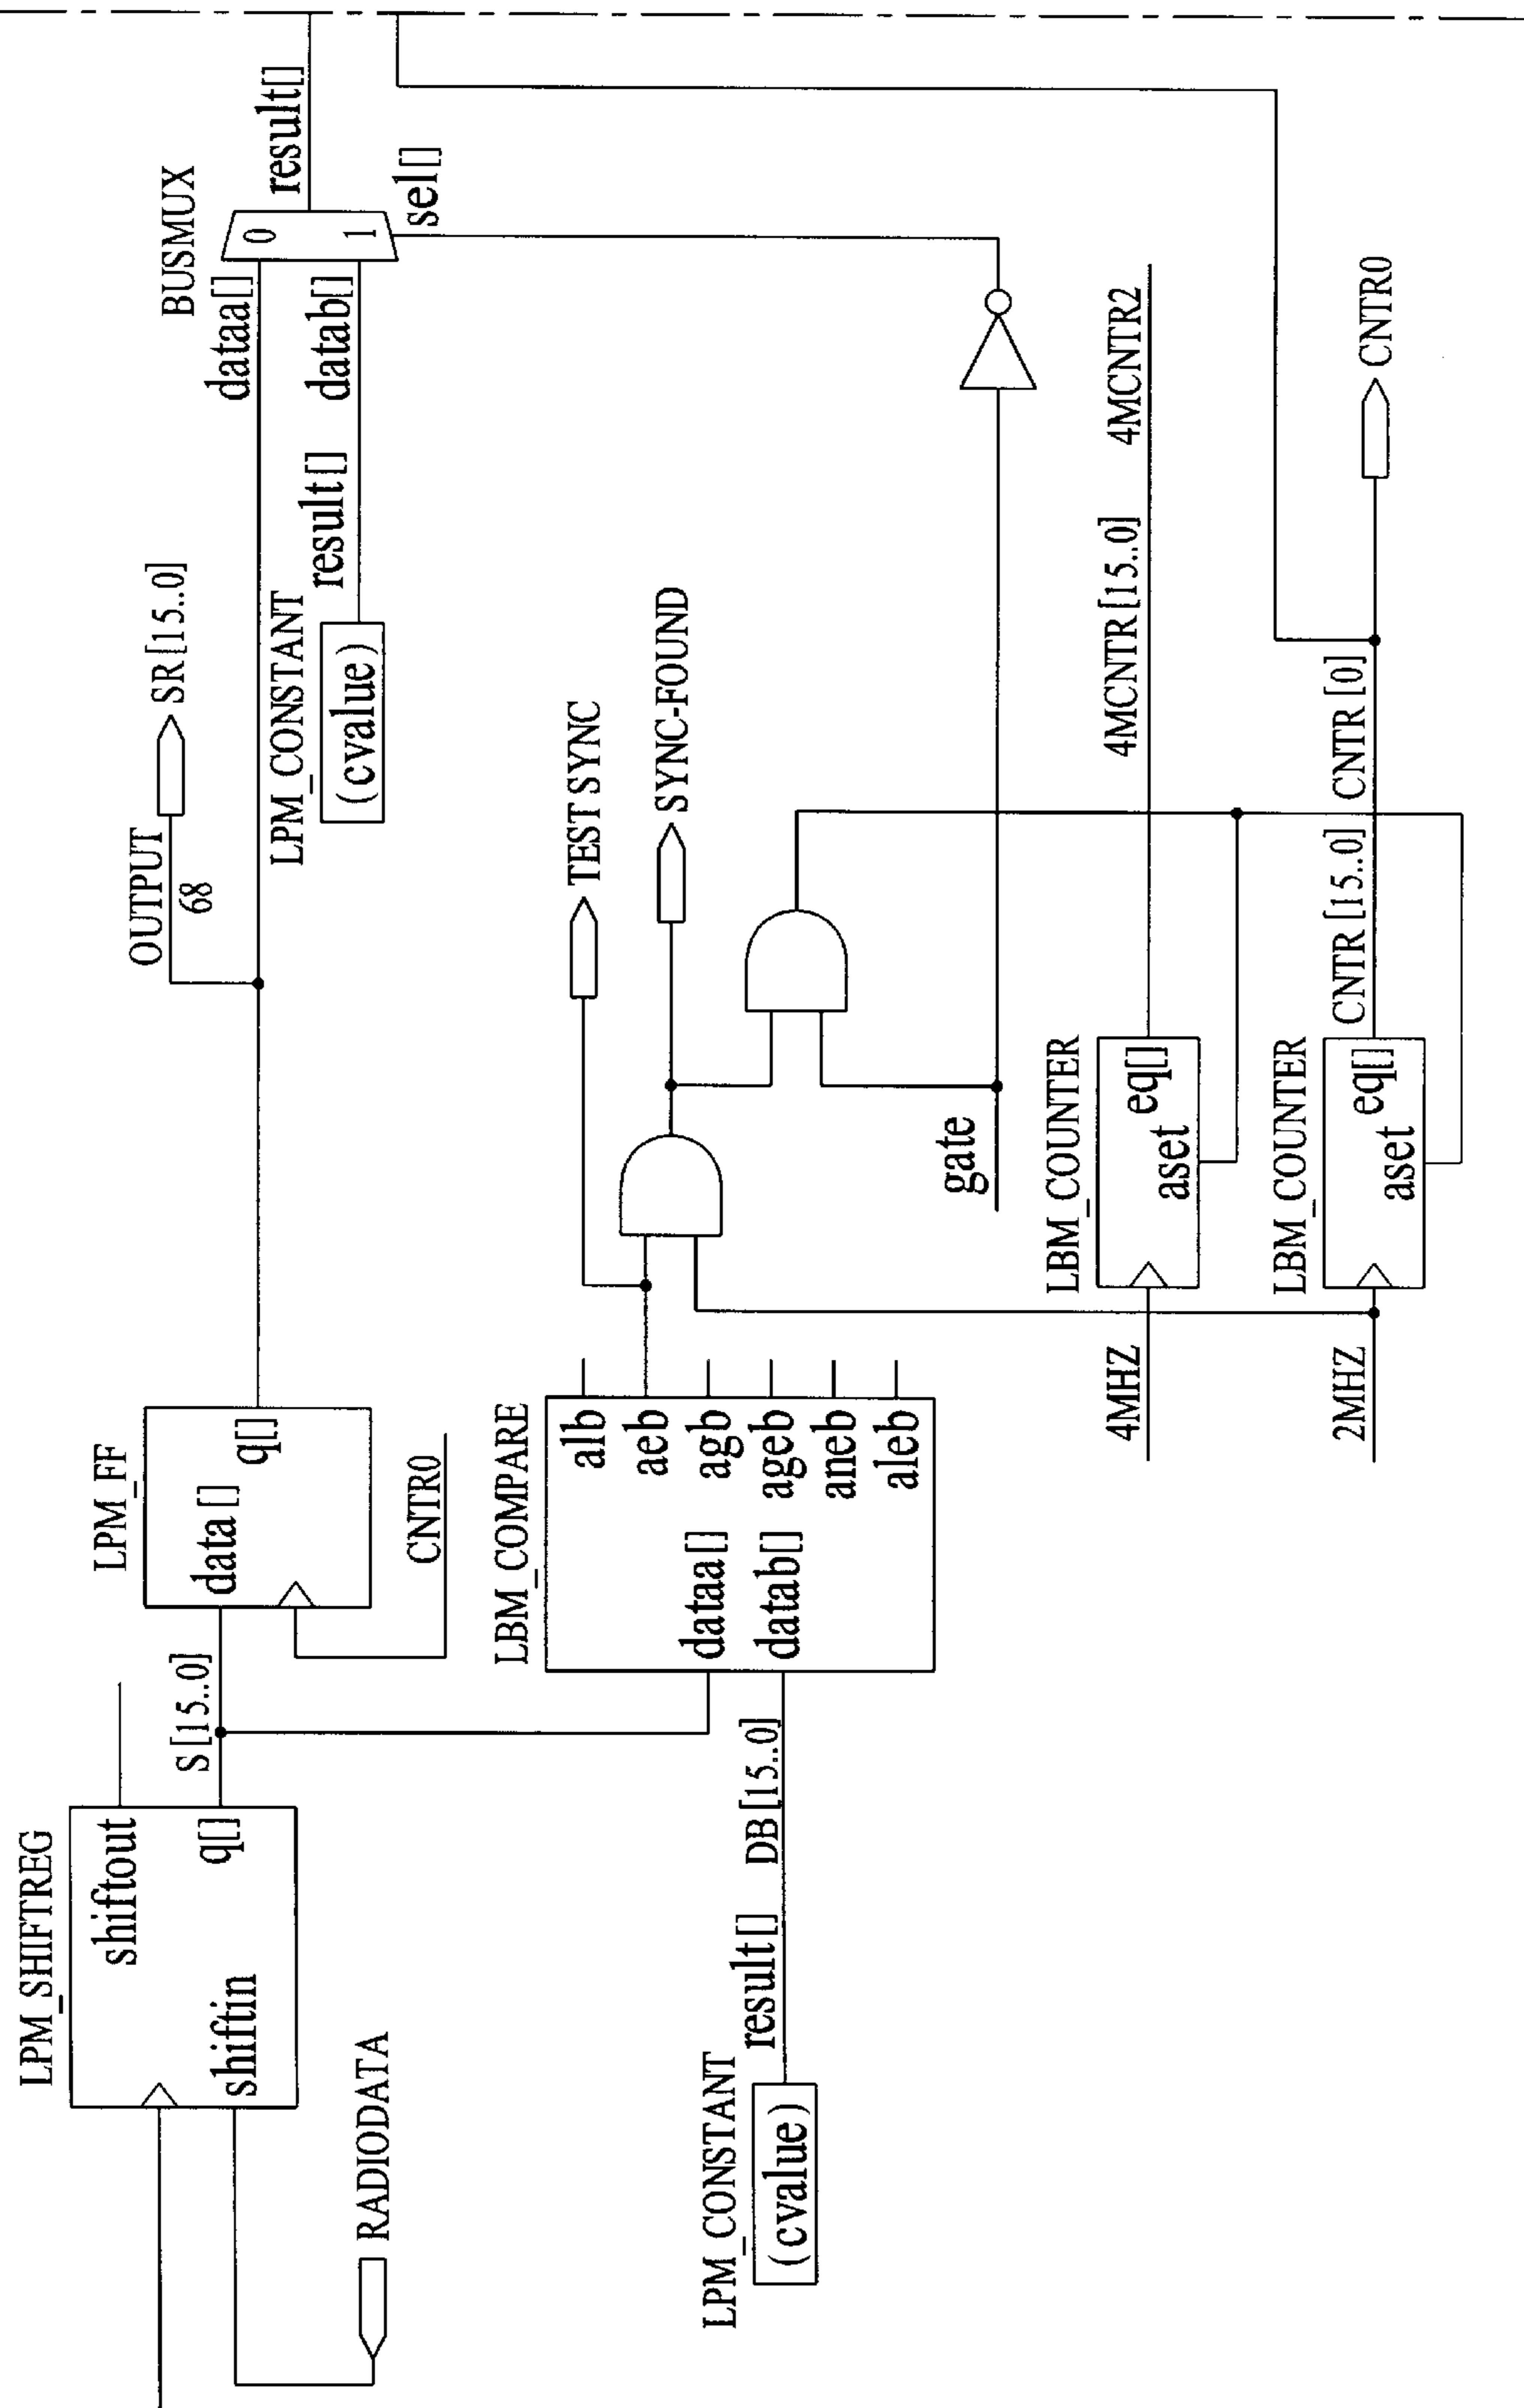 LPM_SHIFTREG
shiftout
q[]
shiftin
RADIODATA
S[15..0]
LPM_FF
data[]
q[]
CNTR0
OUTPUT
68
SR[15..0]
LPM_CONSTANT
(cvalue)
result[]
BUSMUX
dataa[]
datab[]
0
1
result[]
sel[]
LPM_CONSTANT
(cvalue)
result[]
DB[15..0]
LBM_COMPARE
dataa[]
datab[]
alb
aeb
agb
ageb
aneb
aleb
TEST SYNC
SYNC-FOUND
gate
4MHZ
LBM_COUNTER
aset
eq[]
4MCNTR[15..0]
4MCNTR2
2MHZ
LBM_COUNTER
aset
eq[]
CNTR[15..0]
CNTR[0]
CNTR0